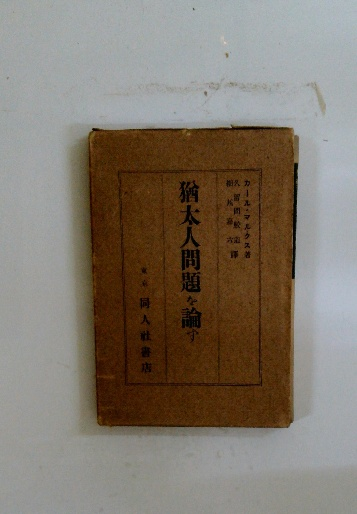 カール・マルクス著
久留間鮫造
細川嘉六 譯
猶太人問題を論ず
東京 同人社書店